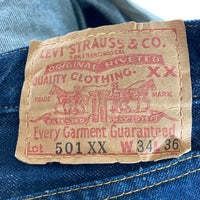 LEVI STRAUSS & CO.
SAN FRANCISCO CAL.
ORIGINAL RIVETED
QUALITY CLOTHING. XX
TRADE MARK
Every Garment Guaranteed
Lot 501 XX W 34 L 36